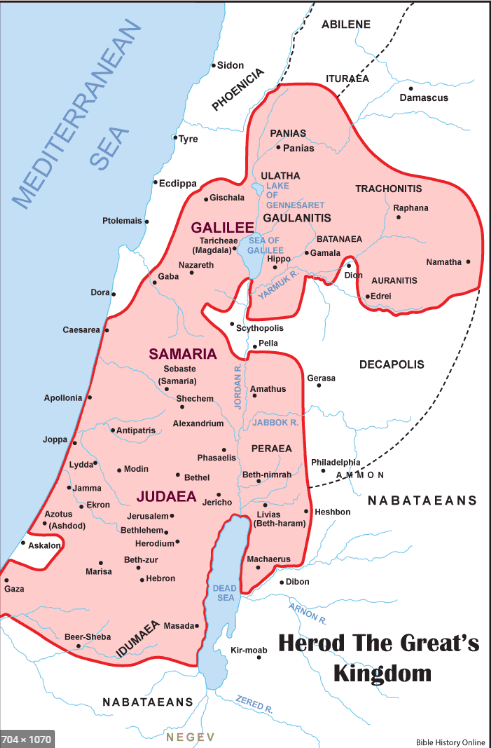 ABILENE
MEDITERRANEAN
SEA
Sidon
PHOENICIA
ITURAEA
Damascus
Tyre
PANIAS
Panias
Ecdippa
Gischala
ULATHA
LAKE
OF
GENNESARET
TRACHONITIS
Raphana
Ptolemais
GALILEE
GAULANITIS
Taricheae
(Magdala)
SEA OF
GALILEE
BATANAEA
Gamala
Hippo
Nazareth
Gaba
YARMUK R.
Dion
Namatha
AURANITIS
Edrei
Dora
Caesarea
Scythopolis
Pella
SAMARIA
DECAPOLIS
Sebaste
(Samaria)
JORDAN R.
Gerasa
Amathus
Apollonia
Shechem
Alexandrium
JABBOK R.
Antipatris
Joppa
PERAEA
Phasaelis
Lydda
Modin
Bethel
Beth-nimrah
Philadelphia
AMMON
Jamma
JUDAEA
Jericho
NABATAEANS
Ekron
Azotus
(Ashdod)
Jerusalem
Livias
(Beth-haram)
Heshbon
Bethlehem
Herodium
Askalon
Beth-zur
Machaerus
Marisa
Hebron
Dibon
Gaza
DEAD
SEA
ARNON R.
Masada
IDUMAEA
Beer-Sheba
Kir-moab
Herod The Great's
Kingdom
NABATAEANS
ZERED R.
NEGEV
704 × 1070
Bible History Online